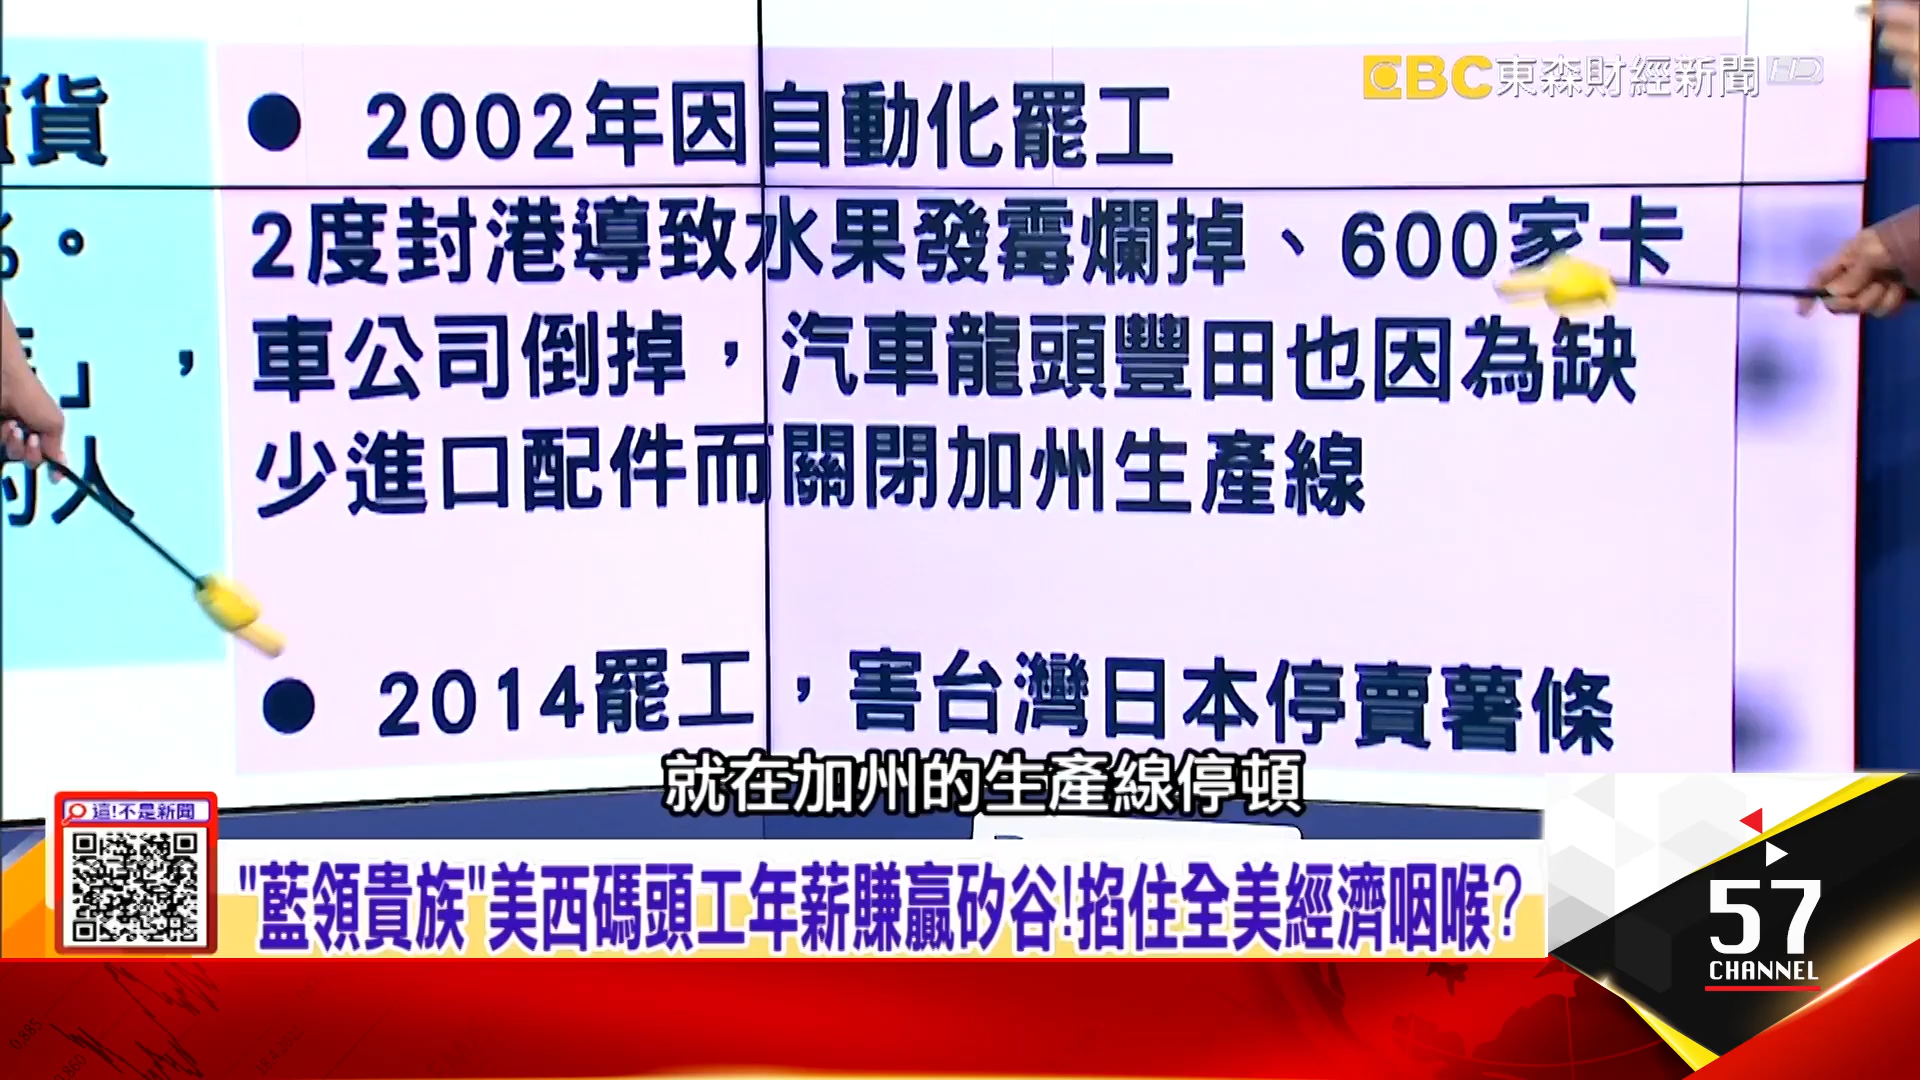 EBC 東森財經新聞 HD
貨
● 2002年因自動化罷工
2度封港導致水果發霉爛掉、600家卡
%。
車公司倒掉，汽車龍頭豐田也因為缺
」，
少進口配件而關閉加州生產線
的人
● 2014罷工，害台灣日本停賣薯條
就在加州的生產線停頓
這!不是新聞
"藍領貴族"美西碼頭工年薪賺贏矽谷!掐住全美經濟咽喉?
57
CHANNEL